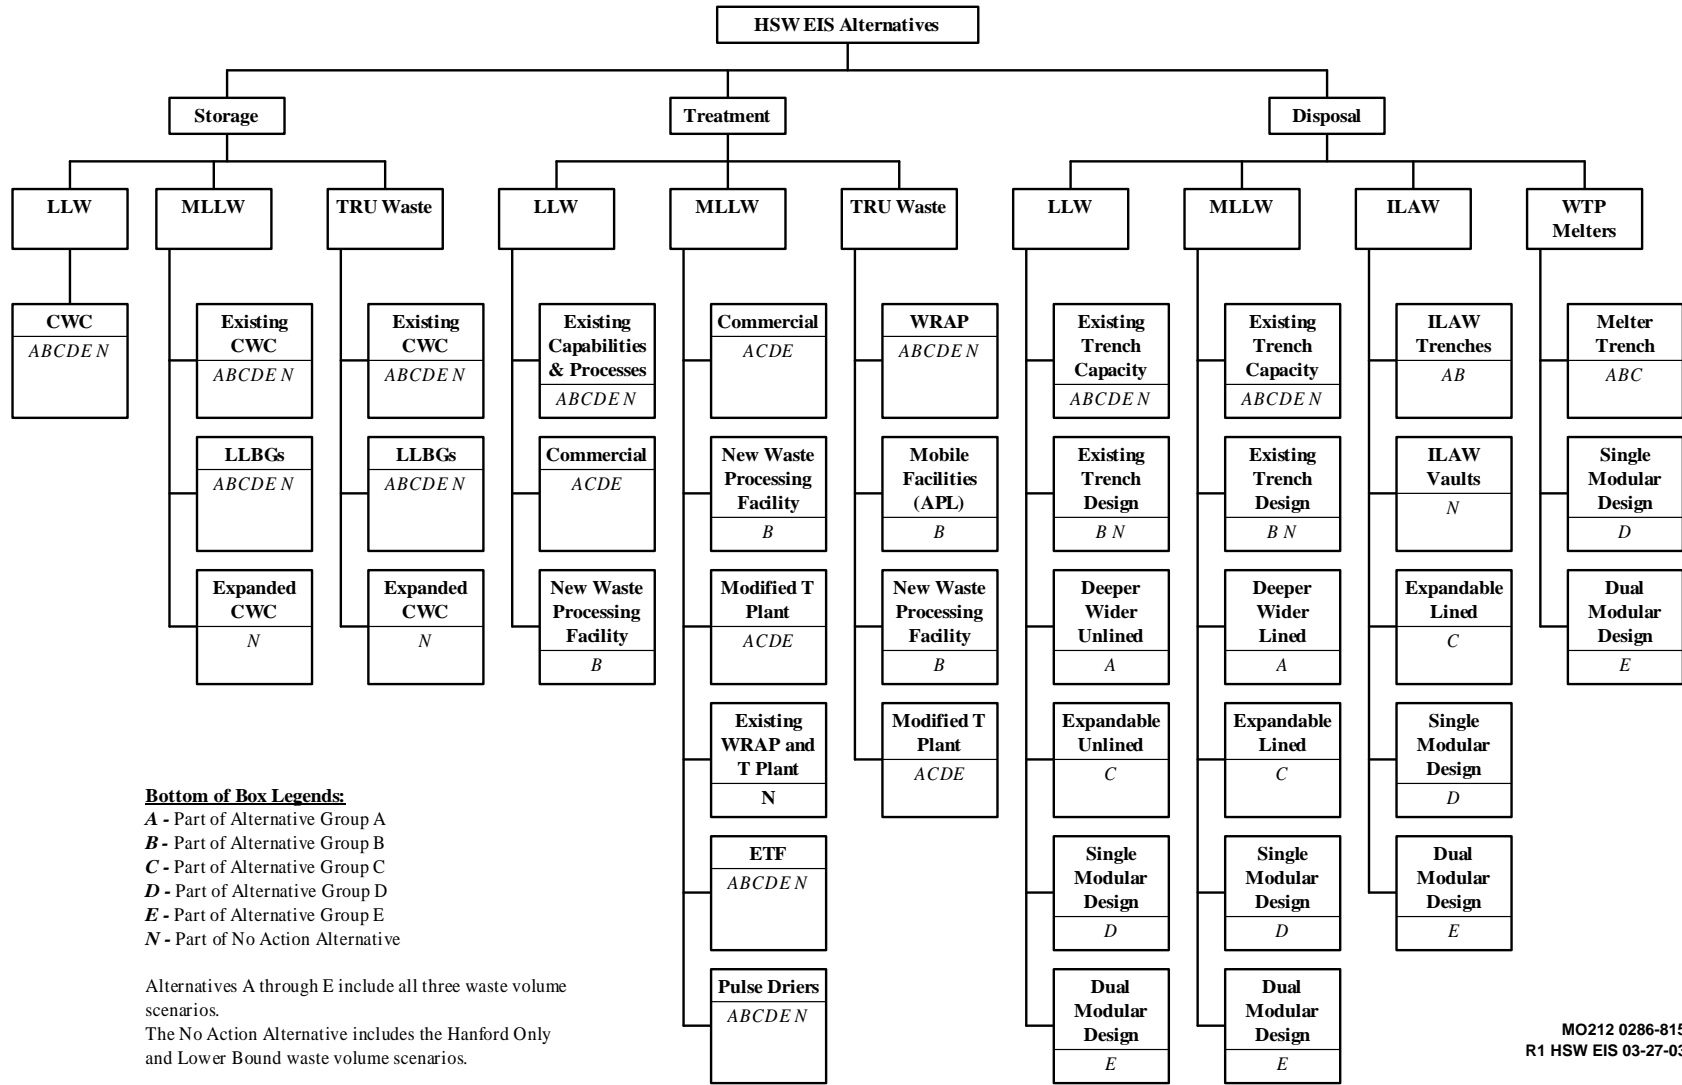 HSW EIS Alternatives
Storage
Treatment
Disposal
LLW
MLLW
TRU Waste
LLW
MLLW
TRU Waste
LLW
MLLW
ILAW
WTP
Melters
CWC
ABCDE N
Existing
CWC
ABCDE N
LLBGs
ABCDE N
Expanded
CWC
N
Existing
CWC
ABCDE N
LLBGs
ABCDE N
Expanded
CWC
N
Existing
Capabilities
& Processes
ABCDE N
Commercial
ACDE
New Waste
Processing
Facility
B
Commercial
ACDE
New Waste
Processing
Facility
B
Modified T
Plant
ACDE
Existing
WRAP and
T Plant
N
ETF
ABCDE N
Pulse Driers
ABCDE N
WRAP
ABCDE N
Mobile
Facilities
(APL)
B
New Waste
Processing
Facility
B
Modified T
Plant
ACDE
Existing
Trench
Capacity
ABCDE N
Existing
Trench
Design
B N
Deeper
Wider
Unlined
A
Expandable
Unlined
C
Single
Modular
Design
D
Dual
Modular
Design
E
Existing
Trench
Capacity
ABCDE N
Existing
Trench
Design
B N
Deeper
Wider
Lined
A
Expandable
Lined
C
Single
Modular
Design
D
Dual
Modular
Design
E
ILAW
Trenches
AB
ILAW
Vaults
N
Expandable
Lined
C
Single
Modular
Design
D
Dual
Modular
Design
E
Melter
Trench
ABC
Single
Modular
Design
D
Dual
Modular
Design
E
Bottom of Box Legends:
A - Part of Alternative Group A
B - Part of Alternative Group B
C - Part of Alternative Group C
D - Part of Alternative Group D
E - Part of Alternative Group E
N - Part of No Action Alternative
Alternatives A through E include all three waste volume
scenarios.
The No Action Alternative includes the Hanford Only
and Lower Bound waste volume scenarios.
MO212 0286-815
R1 HSW EIS 03-27-03